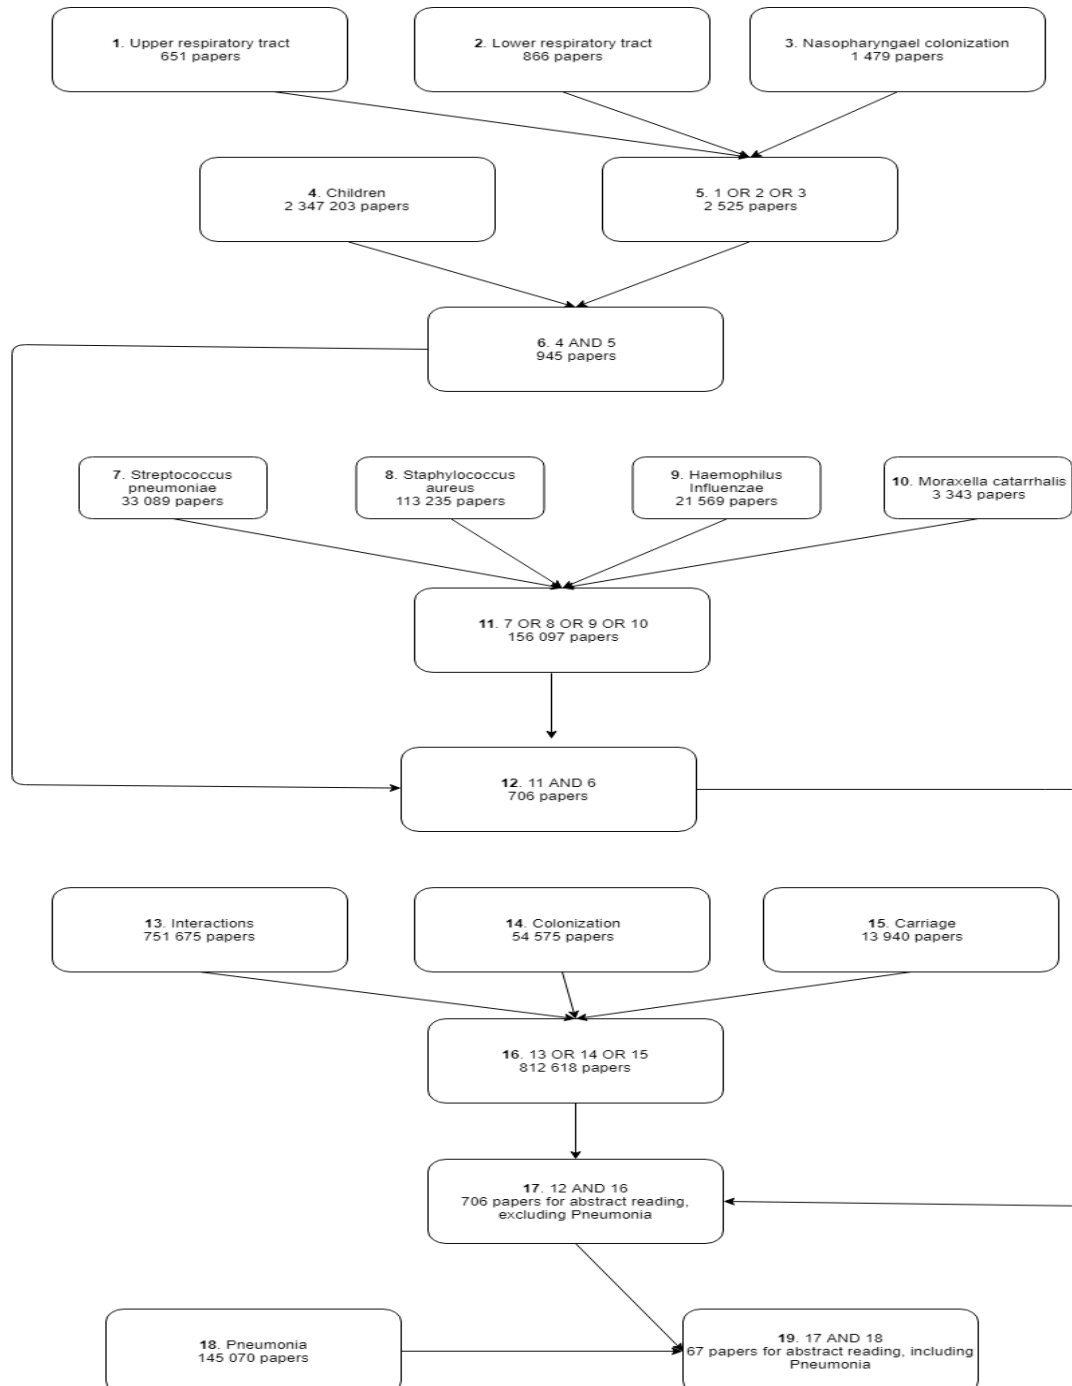 1. Upper respiratory tract
651 papers
2. Lower respiratory tract
866 papers
3. Nasopharyngael colonization
1 479 papers
4. Children
2 347 203 papers
5. 1 OR 2 OR 3
2 525 papers
6. 4 AND 5
945 papers
7. Streptococcus
pneumoniae
33 089 papers
8. Staphylococcus
aureus
113 235 papers
9. Haemophilus
Influenzae
21 569 papers
10. Moraxella catarrhalis
3 343 papers
11. 7 OR 8 OR 9 OR 10
156 097 papers
12. 11 AND 6
706 papers
13. Interactions
751 675 papers
14. Colonization
54 575 papers
15. Carriage
13 940 papers
16. 13 OR 14 OR 15
812 618 papers
17. 12 AND 16
706 papers for abstract reading,
excluding Pneumonia
18. Pneumonia
145 070 papers
19. 17 AND 18
67 papers for abstract reading, including
Pneumonia